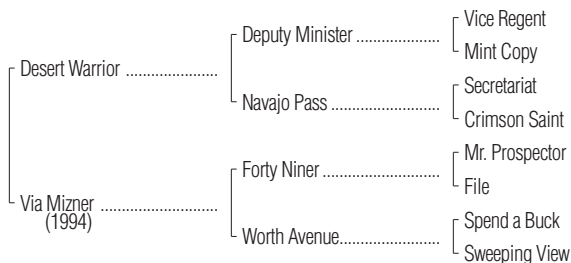 Vice Regent
Deputy Minister ....................
Mint Copy
Desert Warrior ......................
Secretariat
Navajo Pass ..........................
Crimson Saint
Mr. Prospector
Forty Niner ............................
File
Via Mizner ............................
(1994)
Spend a Buck
Worth Avenue........................
Sweeping View